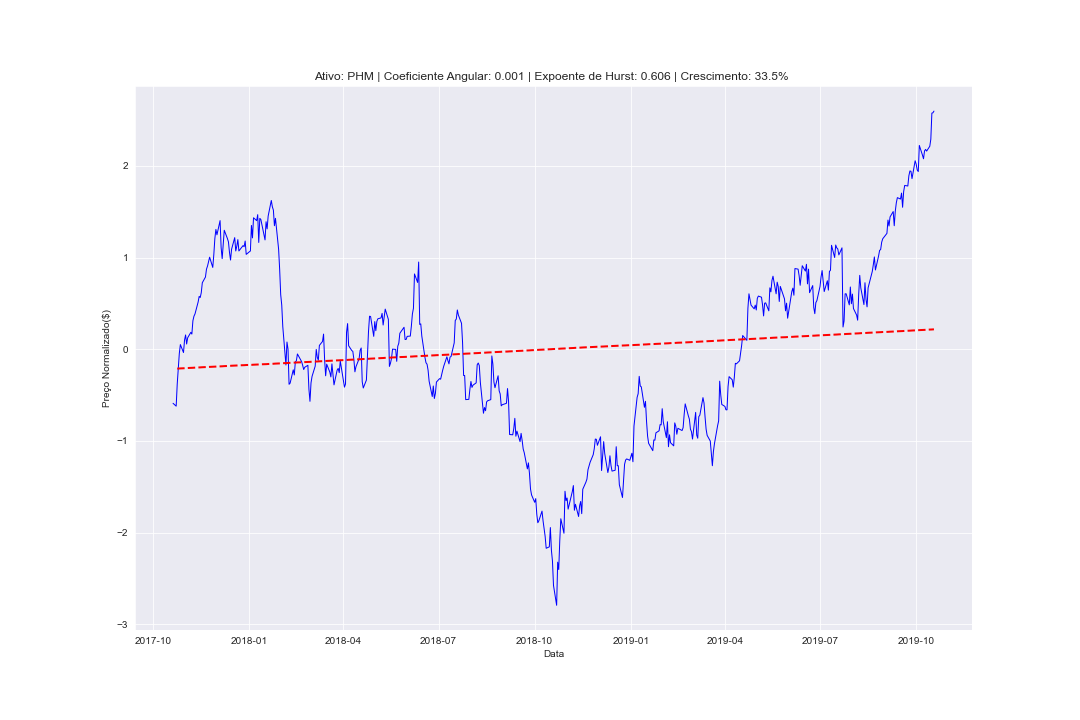 Ativo: PHM | Coeficiente Angular: 0.001 | Expoente de Hurst: 0.606 | Crescimento: 33.5%
Preço Normalizado($)
2
1
0
−1
−2
−3
2017-10 2018-01 2018-04 2018-07 2018-10 2019-01 2019-04 2019-07 2019-10
Data